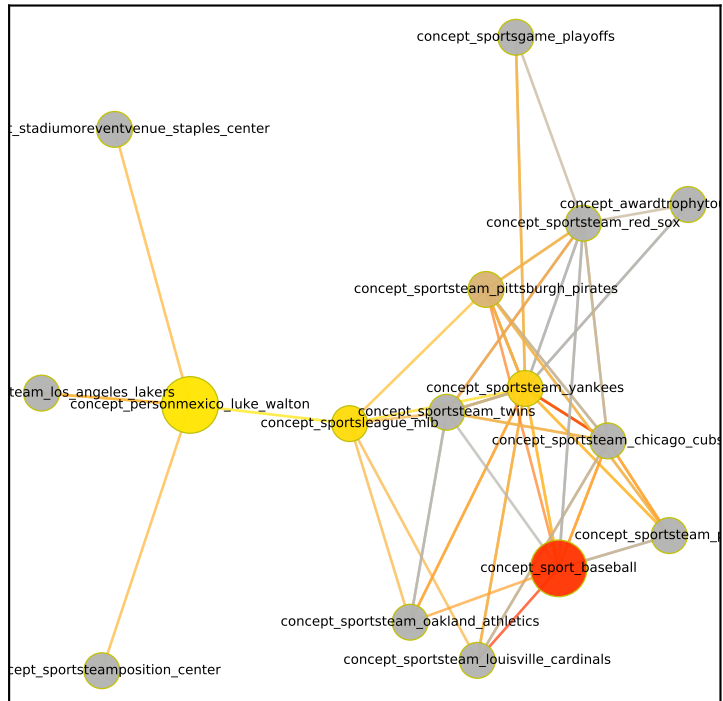 concept_sportsgame_playoffs
t_stadiumoreventvenue_staples_center
concept_awardtrophytou
concept_sportsteam_red_sox
concept_sportsteam_pittsburgh_pirates
concept_sportsteam_yankees
team_los_angeles_lakers
concept_personmexico_luke_walton
concept_sportsteam_twins
concept_sportsleague_mlb
concept_sportsteam_chicago_cubs
concept_sportsteam_p
concept_sport_baseball
concept_sportsteam_oakland_athletics
concept_sportsteam_louisville_cardinals
cept_sportsteamposition_center